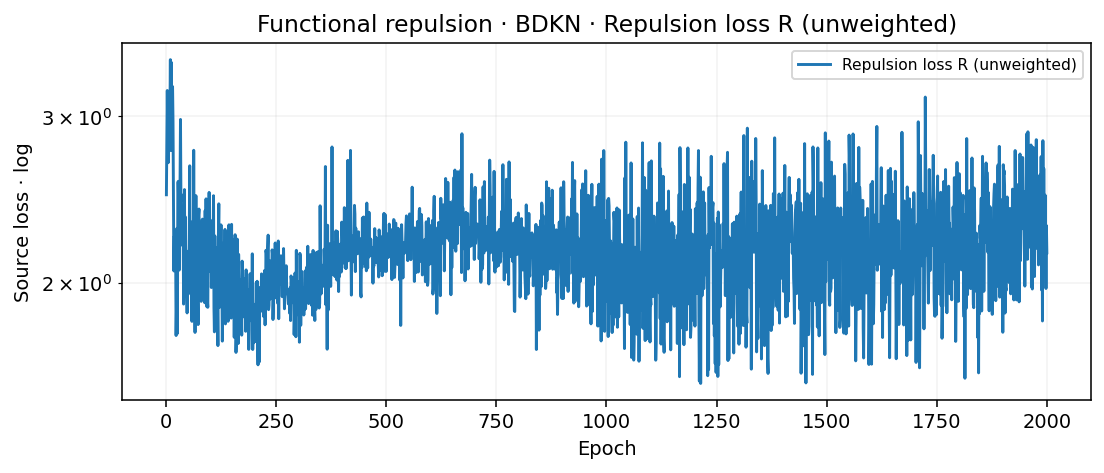 Functional repulsion · BDKN · Repulsion loss R (unweighted)
Repulsion loss R (unweighted)
Source loss · log
3 × 10⁰
2 × 10⁰
0 250 500 750 1000 1250 1500 1750 2000
Epoch